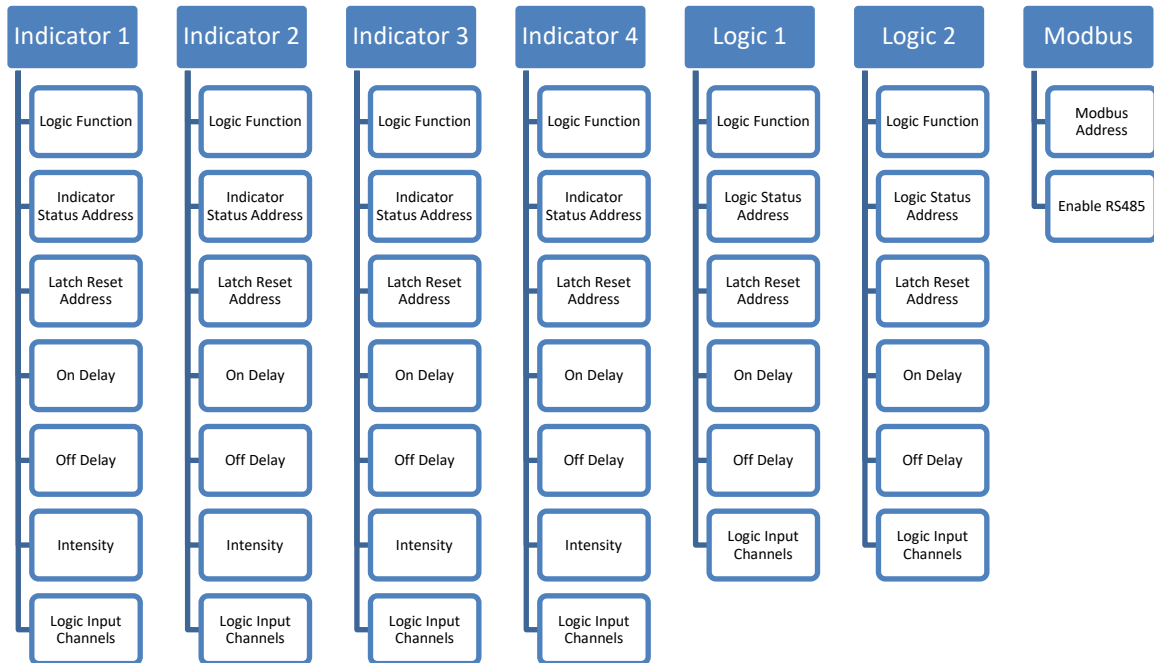 Indicator 1
Logic Function
Indicator
Status Address
Latch Reset
Address
On Delay
Off Delay
Intensity
Logic Input
Channels
Indicator 2
Logic Function
Indicator
Status Address
Latch Reset
Address
On Delay
Off Delay
Intensity
Logic Input
Channels
Indicator 3
Logic Function
Indicator
Status Address
Latch Reset
Address
On Delay
Off Delay
Intensity
Logic Input
Channels
Indicator 4
Logic Function
Indicator
Status Address
Latch Reset
Address
On Delay
Off Delay
Intensity
Logic Input
Channels
Logic 1
Logic Function
Logic Status
Address
Latch Reset
Address
On Delay
Off Delay
Logic Input
Channels
Logic 2
Logic Function
Logic Status
Address
Latch Reset
Address
On Delay
Off Delay
Logic Input
Channels
Modbus
Modbus
Address
Enable RS485